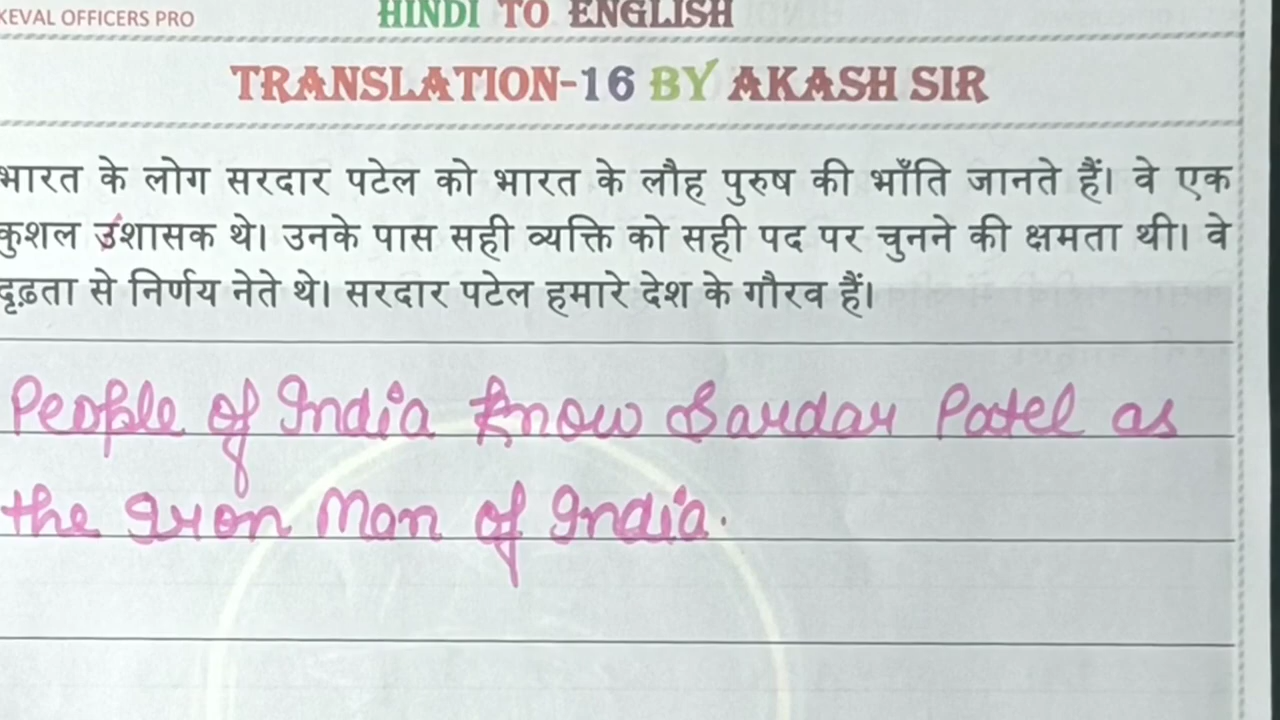 KEVAL OFFICERS PRO
HINDI TO ENGLISH
TRANSLATION-16 BY AKASH SIR
भारत के लोग सरदार पटेल को भारत के लौह पुरुष की भाँति जानते हैं। वे एक
कुशल उंशासक थे। उनके पास सही व्यक्ति को सही पद पर चुनने की क्षमता थी। वे
दृढ़ता से निर्णय नेते थे। सरदार पटेल हमारे देश के गौरव हैं।
People of India know Sardar Patel as
the Iron Man of India.